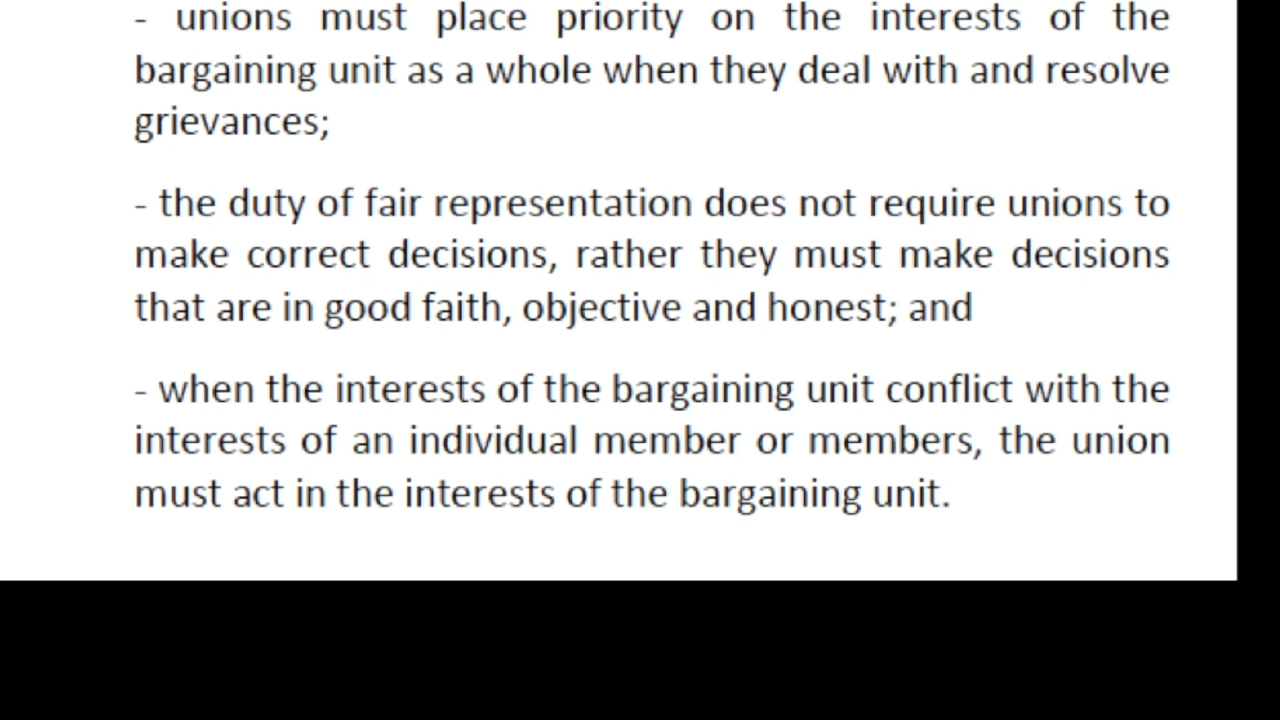 - unions must place priority on the interests of the
bargaining unit as a whole when they deal with and resolve
grievances;
- the duty of fair representation does not require unions to
make correct decisions, rather they must make decisions
that are in good faith, objective and honest; and
- when the interests of the bargaining unit conflict with the
interests of an individual member or members, the union
must act in the interests of the bargaining unit.